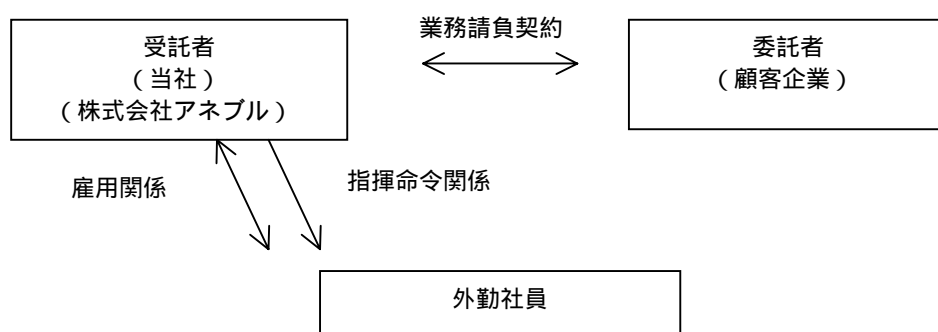 業務請負契約
受託者
(当社)
(株式会社アネブル)
委託者
(顧客企業)
雇用関係
指揮命令関係
外勤社員